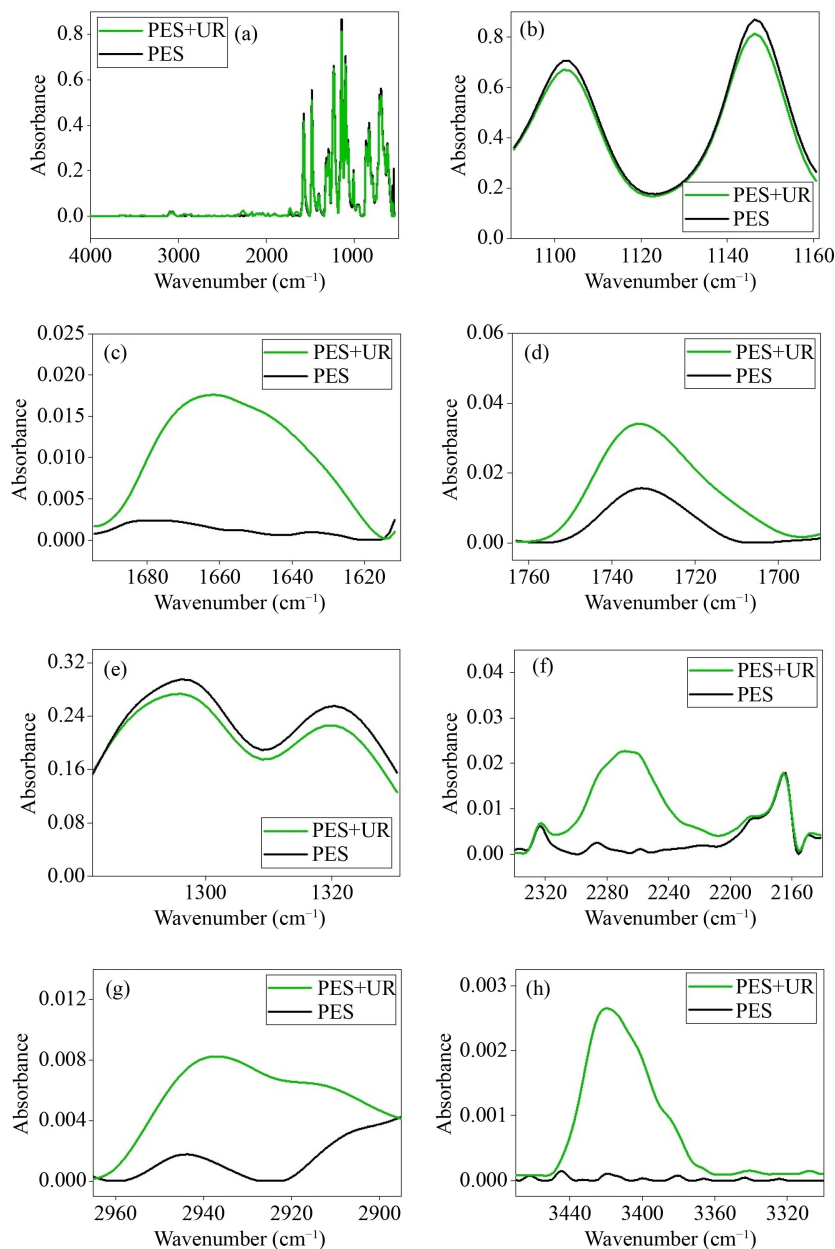 PES+UR (a)
PES
0.8
0.6
0.4
0.2
0.0
Absorbance
4000 3000 2000 1000
Wavenumber (cm⁻¹)
(b)
0.8
0.6
0.4
0.2
0.0
Absorbance
PES+UR
PES
1100 1120 1140 1161
Wavenumber (cm⁻¹)
(c)
0.025
0.020
0.015
0.010
0.005
0.000
Absorbance
PES+UR
PES
1680 1660 1640 1620
Wavenumber (cm⁻¹)
(d)
0.06
0.04
0.02
0.00
Absorbance
PES+UR
PES
1760 1740 1720 1700
Wavenumber (cm⁻¹)
(e)
0.32
0.24
0.16
0.08
0.00
Absorbance
PES+UR
PES
1300 1320
Wavenumber (cm⁻¹)
(f)
0.04
0.03
0.02
0.01
0.00
Absorbance
PES+UR
PES
2320 2280 2240 2200 2160
Wavenumber (cm⁻¹)
(g)
0.012
0.008
0.004
0.000
Absorbance
PES+UR
PES
2960 2940 2920 2900
Wavenumber (cm⁻¹)
(h)
0.003
0.002
0.001
0.000
Absorbance
PES+UR
PES
3440 3400 3360 3320
Wavenumber (cm⁻¹)